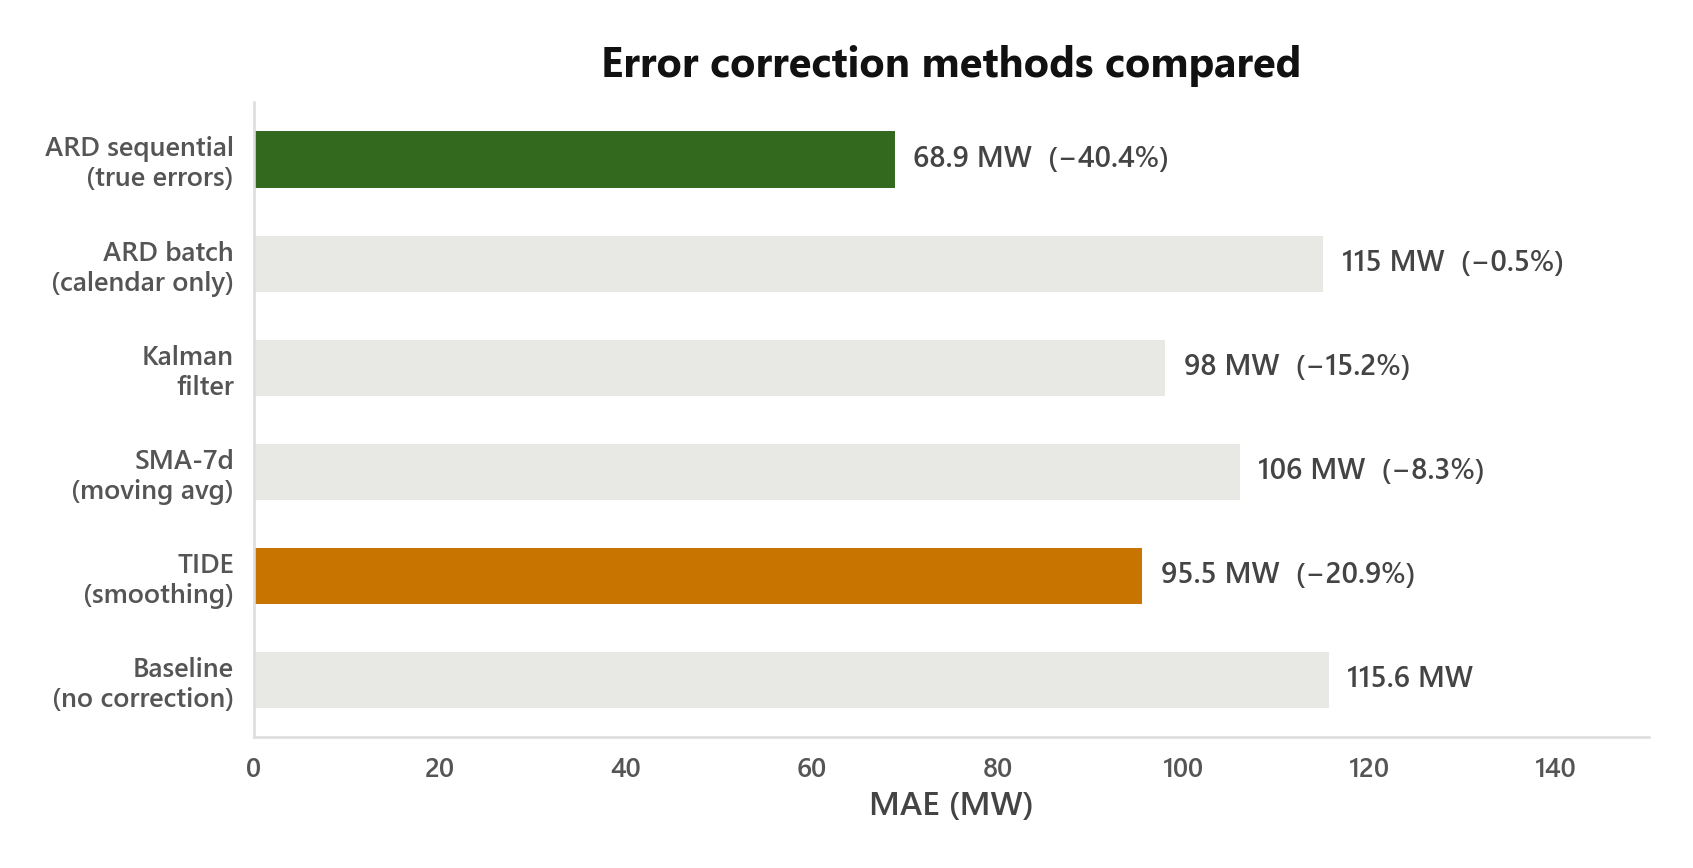 Error correction methods compared
ARD sequential
(true errors)
68.9 MW (−40.4%)
ARD batch
(calendar only)
115 MW (−0.5%)
Kalman
filter
98 MW (−15.2%)
SMA-7d
(moving avg)
106 MW (−8.3%)
TIDE
(smoothing)
95.5 MW (−20.9%)
Baseline
(no correction)
115.6 MW
0 20 40 60 80 100 120 140
MAE (MW)